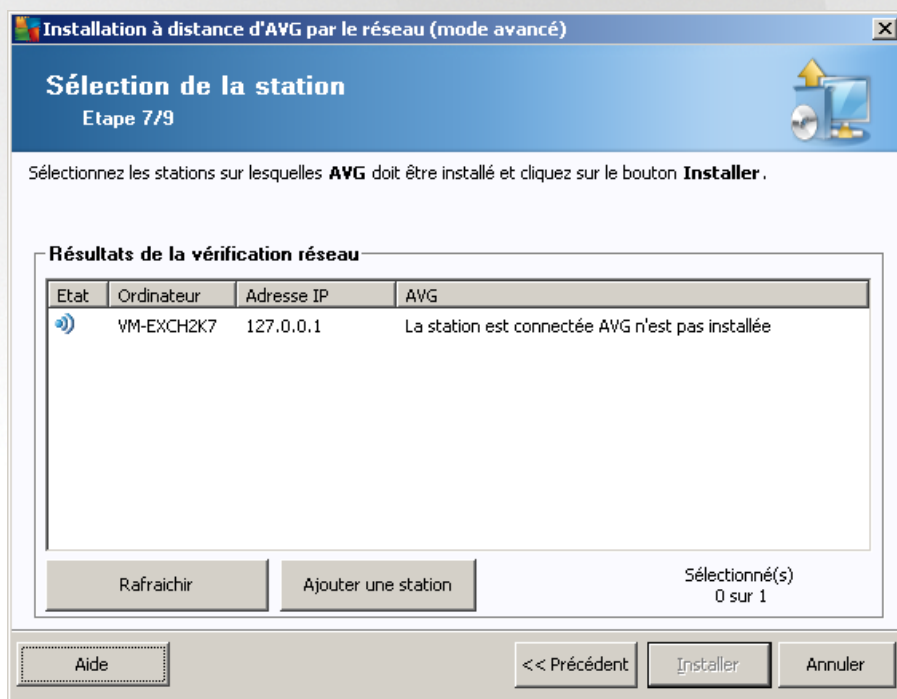 Installation à distance d'AVG par le réseau (mode avancé)
Sélection de la station
Etape 7/9
Sélectionnez les stations sur lesquelles AVG doit être installé et cliquez sur le bouton Installer.
Résultats de la vérification réseau
Etat Ordinateur Adresse IP AVG
VM-EXCH2K7 127.0.0.1 La station est connectée AVG n'est pas installée
Rafraichir Ajouter une station Sélectionné(s)
0 sur 1
Aide << Précédent Installer Annuler